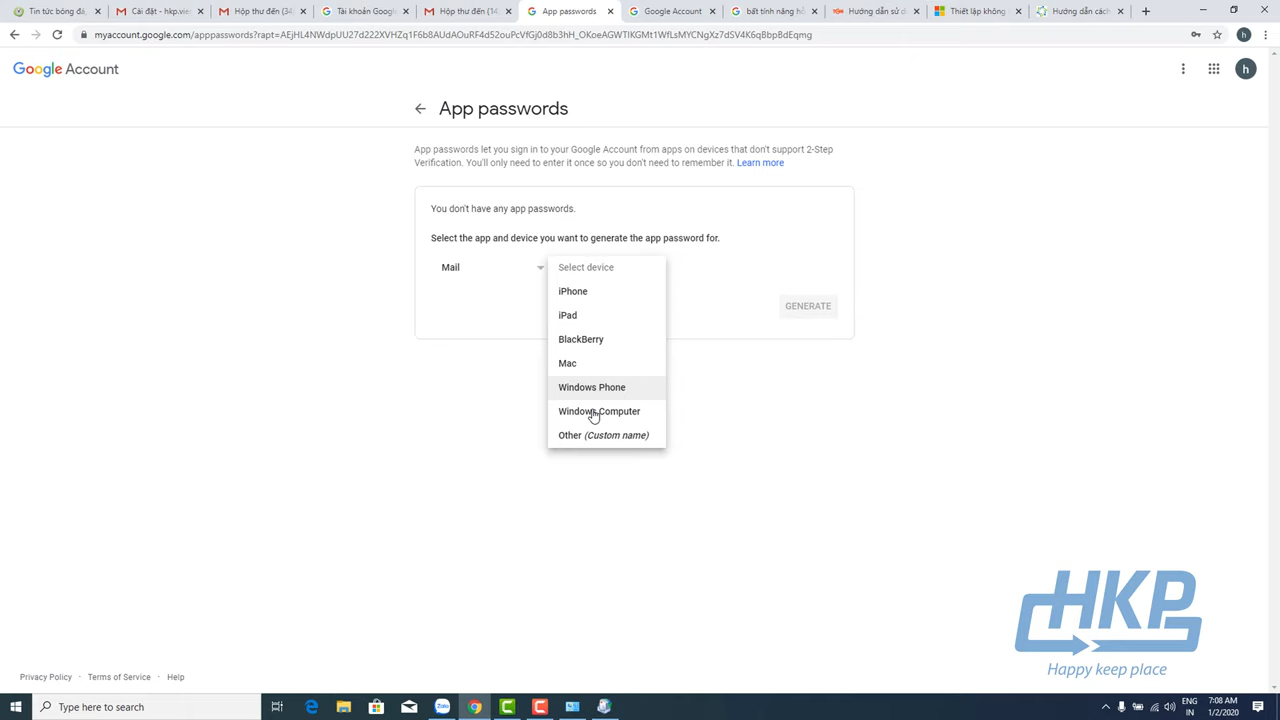 Tin tức bóng đá,
Cài đặt - hkp.vien
Hộp thư đến (34)
Tài khoản Google
Hộp thư đến (14)
App passwords
Google Account
bất tính năng hỗ
Hướng dẫn sử dụ
Thiết lập không
Hướng dẫn cách
myaccount.google.com/apppasswords?rapt=AEjHL4NWdpUU27d222XVHZq1F6b8AUdAOuRF4d52ouPcVfGj0d8b3hH_OKoeAGWTlKGMt1WfLsMYCNgXz7dSV4K6qBbpBdEqmg
h
Google Account
h
App passwords
App passwords let you sign in to your Google Account from apps on devices that don't support 2-Step
Verification. You'll only need to enter it once so you don't need to remember it. Learn more
You don't have any app passwords.
Select the app and device you want to generate the app password for.
Mail
Select device
iPhone
iPad
BlackBerry
Mac
Windows Phone
Windows Computer
Other (Custom name)
GENERATE
HKP
Happy keep place
Privacy Policy · Terms of Service · Help
Type here to search
Zalo
ENG
IN
7:08 AM
1/2/2020